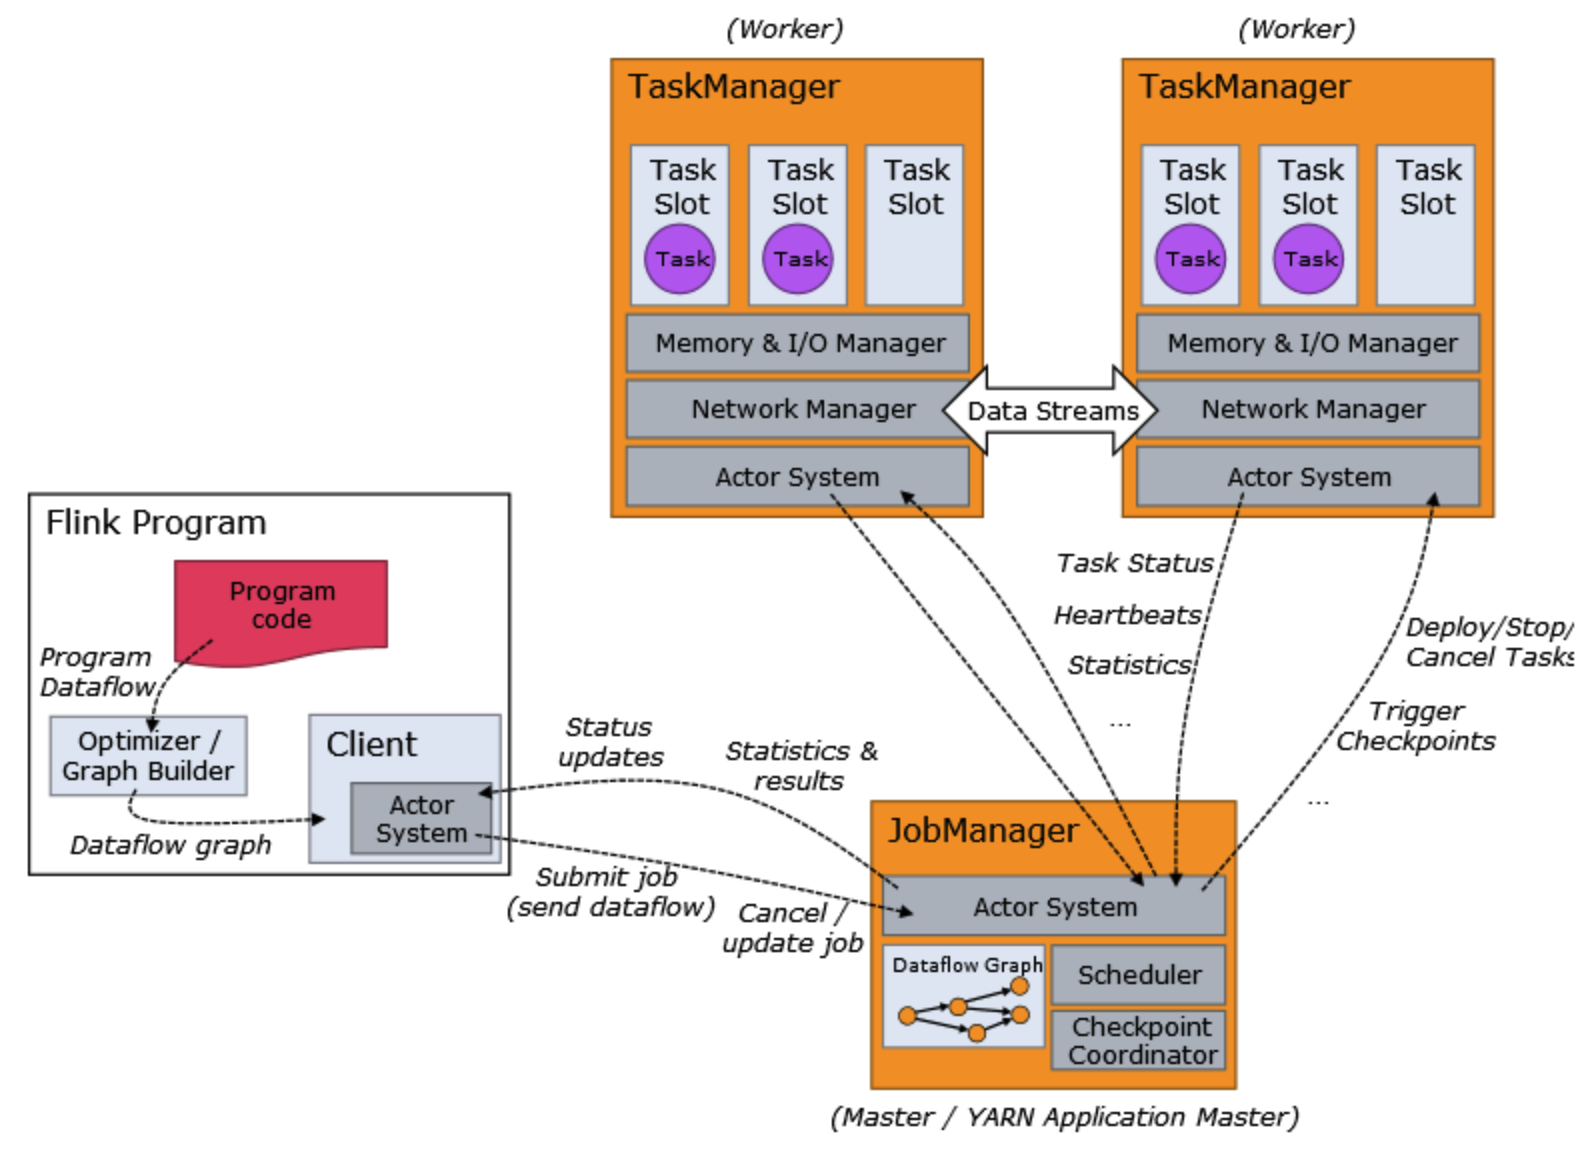 (Worker)
(Worker)
TaskManager
Task
Slot
Task
Task
Slot
Task
Task
Slot
Memory & I/O Manager
Network Manager
Actor System
Data Streams
TaskManager
Task
Slot
Task
Task
Slot
Task
Task
Slot
Memory & I/O Manager
Network Manager
Actor System
Flink Program
Program
code
Program
Dataflow
Optimizer /
Graph Builder
Dataflow graph
Client
Actor
System
Status
updates
Statistics &
results
Submit job
(send dataflow)
Cancel /
update job
Task Status
Heartbeats
Statistics
...
Deploy/Stop/
Cancel Tasks
Trigger
Checkpoints
...
JobManager
Actor System
Dataflow Graph
Scheduler
Checkpoint
Coordinator
(Master / YARN Application Master)